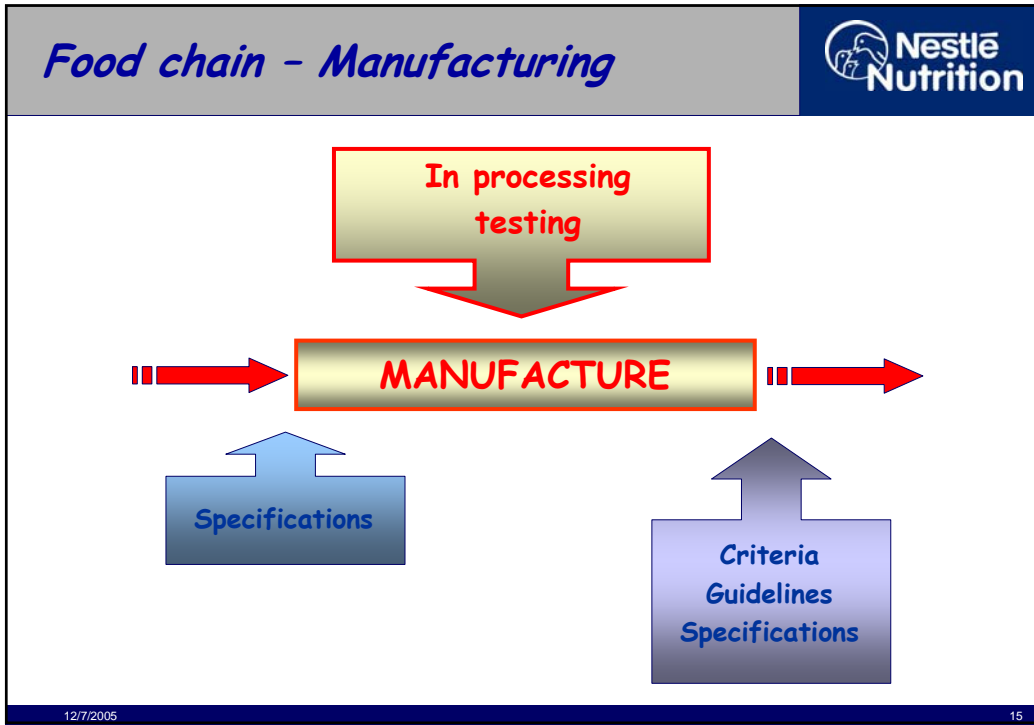 Food chain – Manufacturing
Nestlé
Nutrition
In processing
testing
MANUFACTURE
Specifications
Criteria
Guidelines
Specifications
12/7/2005
15